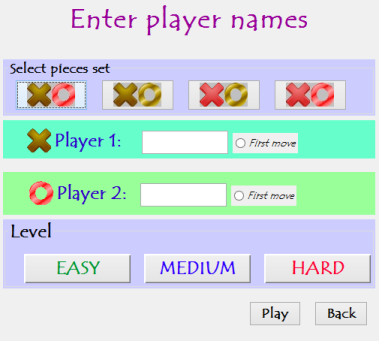 Enter player names
Select pieces set
Player 1:
First move
Player 2:
First move
Level
EASY MEDIUM HARD
Play Back